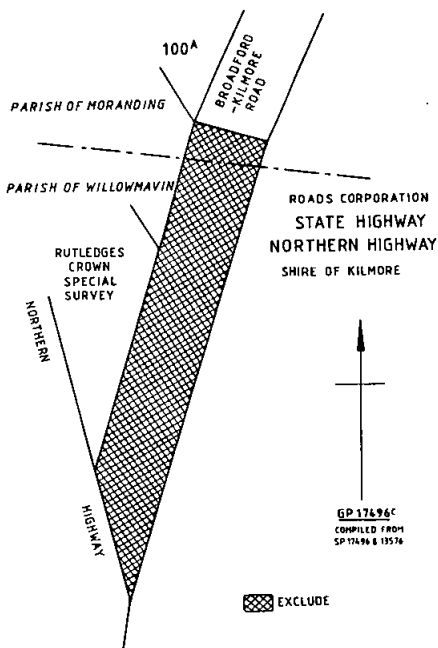 100A
BROADFORD
-KILMORE
ROAD
PARISH OF MORANDING
PARISH OF WILLOWMAVIN
ROADS CORPORATION
STATE HIGHWAY
NORTHERN HIGHWAY
SHIRE OF KILMORE
RUTLEDGES
CROWN
SPECIAL
SURVEY
NORTHERN
HIGHWAY
GP 17496C
COMPILED FROM
SP 17496 & 13576
EXCLUDE